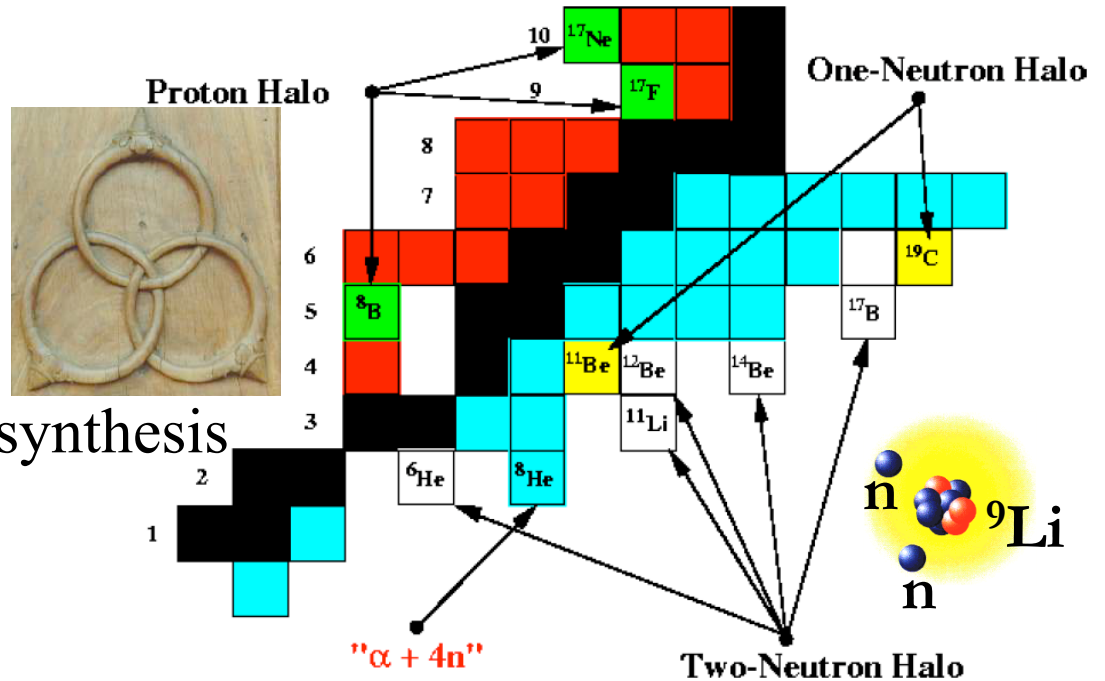 10
¹⁷Ne
One-Neutron Halo
Proton Halo
9
¹⁷F
8
7
6
¹⁹C
5
⁸B
¹⁷B
4
¹¹Be
¹²Be
¹⁴Be
3
¹¹Li
synthesis
2
⁶He
⁸He
n
⁹Li
1
n
"α + 4n"
Two-Neutron Halo